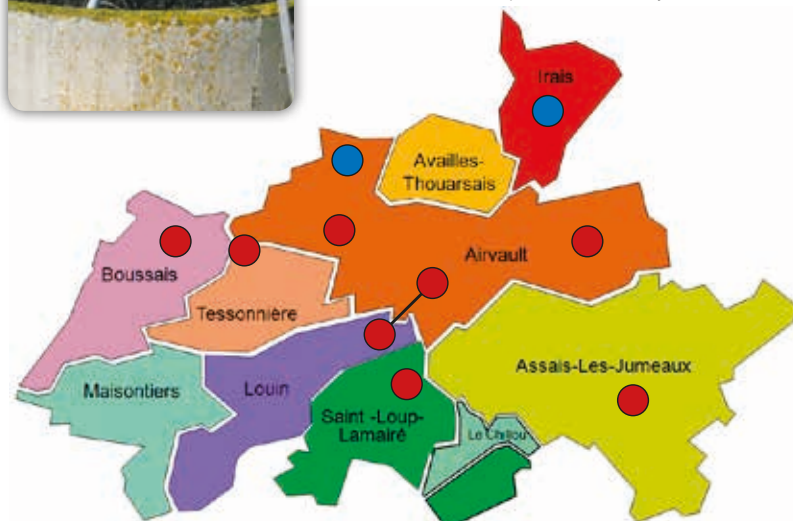 Irais
Availles-
Thouarsais
Airvault
Boussais
Tessonnière
Assais-Les-Jumeaux
Maisontiers
Louin
Saint -Loup-
Lamairé
Le Chillou